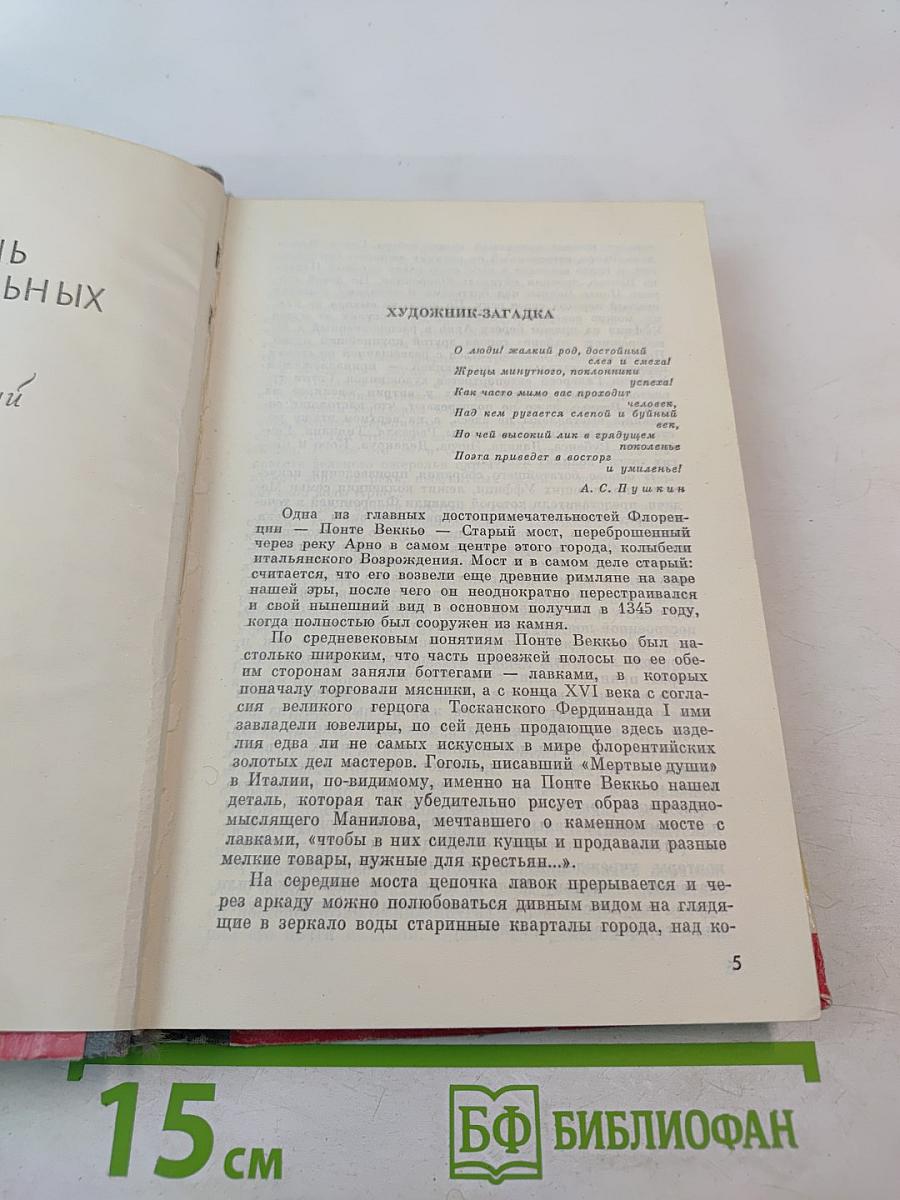 НЬ
ЛЬНЫХ
ий
ХУДОЖНИК-ЗАГАДКА
О люди! жалкий род, достойный
слез и смеха!
Жрецы минутного, поклонники
успеха!
Как часто мимо вас проходит
человек,
Над кем ругается слепой и буйный
век,
Но чей высокий лик в грядущем
поколенье
Поэта приведет в восторг
и умиленье!
А. С. Пушкин
Одна из главных достопримечательностей Флорен-
ции — Понте Веккьо — Старый мост, переброшенный
через реку Арно в самом центре этого города, колыбели
итальянского Возрождения. Мост и в самом деле старый:
считается, что его возвели еще древние римляне на заре
нашей эры, после чего он неоднократно перестраивался
и свой нынешний вид в основном получил в 1345 году,
когда полностью был сооружен из камня.
По средневековым понятиям Понте Веккьо был на-
столько широким, что часть проезжей полосы по ее обе-
им сторонам заняли боттегами — лавками, в которых
поначалу торговали мясники, а с конца XVI века с согла-
сия великого герцога Тосканского Фердинанда I ими
завладели ювелиры, по сей день продающие здесь изде-
лия едва ли не самых искусных в мире флорентийских
золотых дел мастеров. Гоголь, писавший «Мертвые души»
в Италии, по-видимому, именно на Понте Веккьо нашел
деталь, которая так убедительно рисует образ праздно-
мыслящего Манилова, мечтавшего о каменном мосте с
лавками, «чтобы в них сидели купцы и продавали разные
мелкие товары, нужные для крестьян...».
На середине моста цепочка лавок прерывается и че-
рез аркаду можно полюбоваться дивным видом на глядя-
щие в зеркало воды старинные кварталы города, над ко-
5
15 см
БФ БИБЛИОФАН